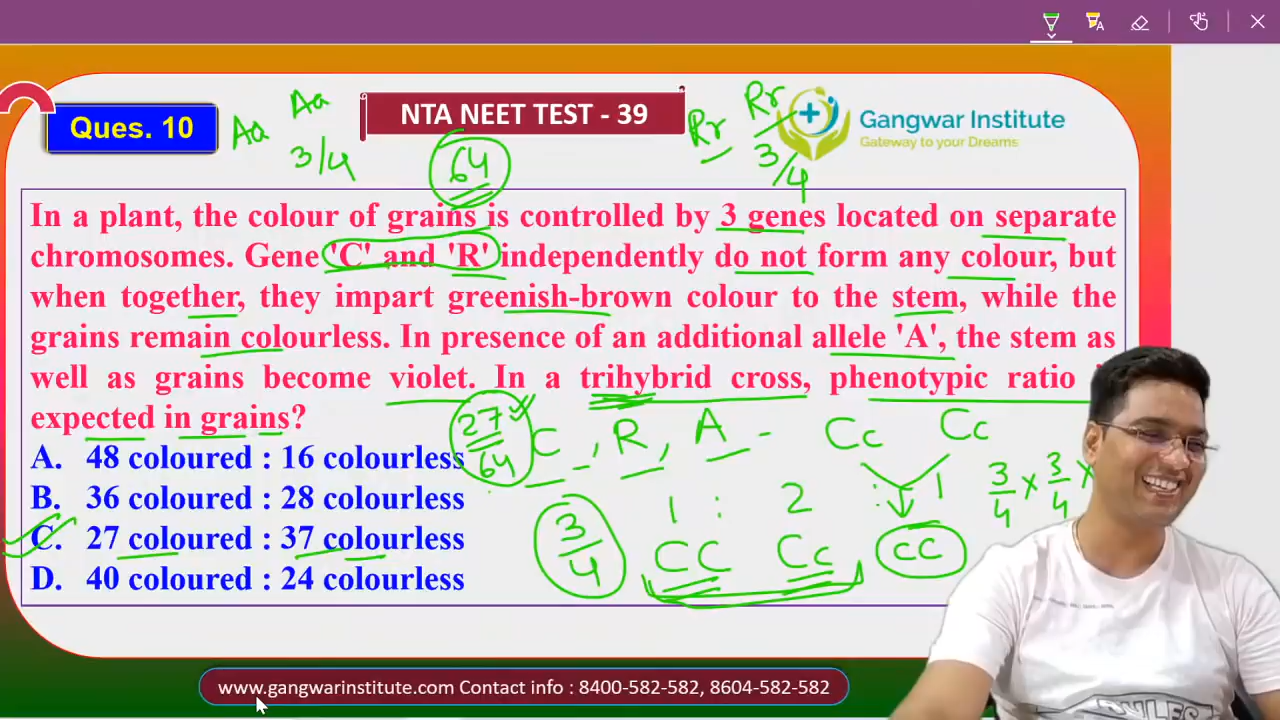 Ques. 10
Aa
Aa
3/4
NTA NEET TEST - 39
64
Rr
Rr
3/4
Gangwar Institute
Gateway to your Dreams
In a plant, the colour of grains is controlled by 3 genes located on separate
chromosomes. Gene 'C' and 'R' independently do not form any colour, but
when together, they impart greenish-brown colour to the stem, while the
grains remain colourless. In presence of an additional allele 'A', the stem as
well as grains become violet. In a trihybrid cross, phenotypic ratio
expected in grains?
A. 48 coloured : 16 colourless
B. 36 coloured : 28 colourless
C. 27 coloured : 37 colourless
D. 40 coloured : 24 colourless
27/64
C, R, A -
Cc Cc
3/4 × 3/4 ×
1 : 2 : 1
3/4
CC Cc cc
www.gangwarinstitute.com Contact info : 8400-582-582, 8604-582-582